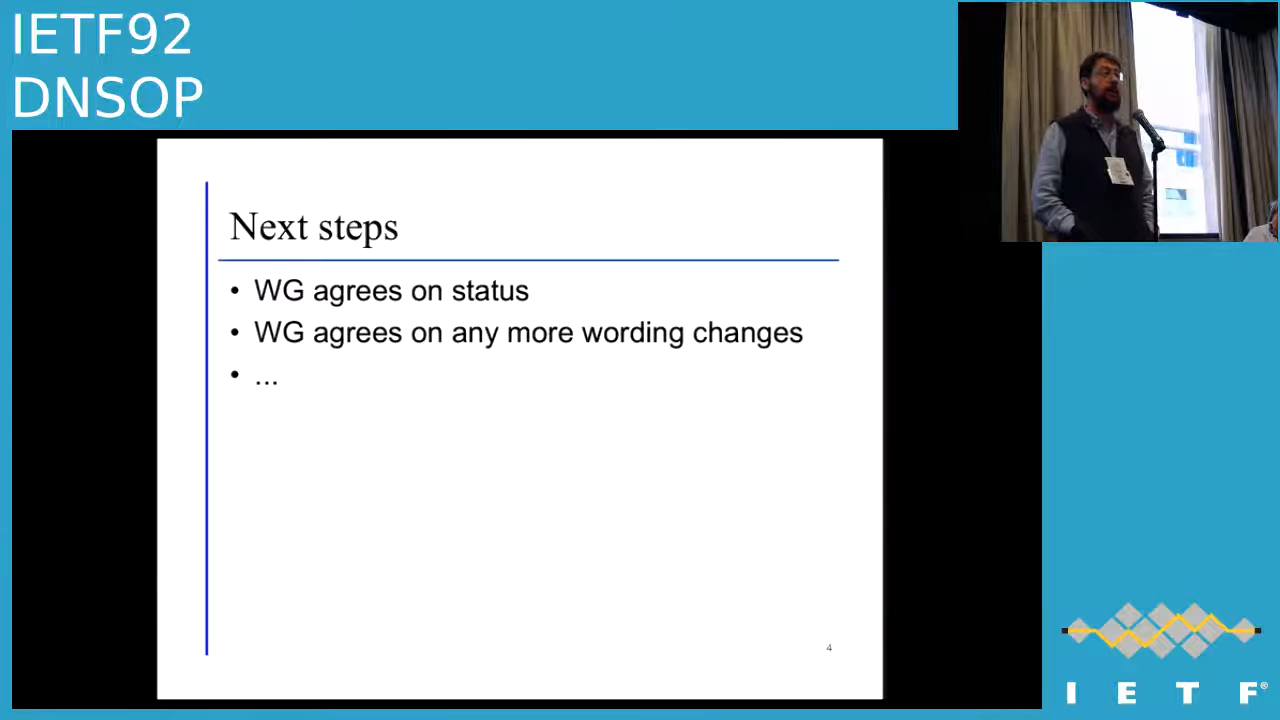 IETF92
DNSOP
Next steps
• WG agrees on status
• WG agrees on any more wording changes
• ...
4
I E T F®